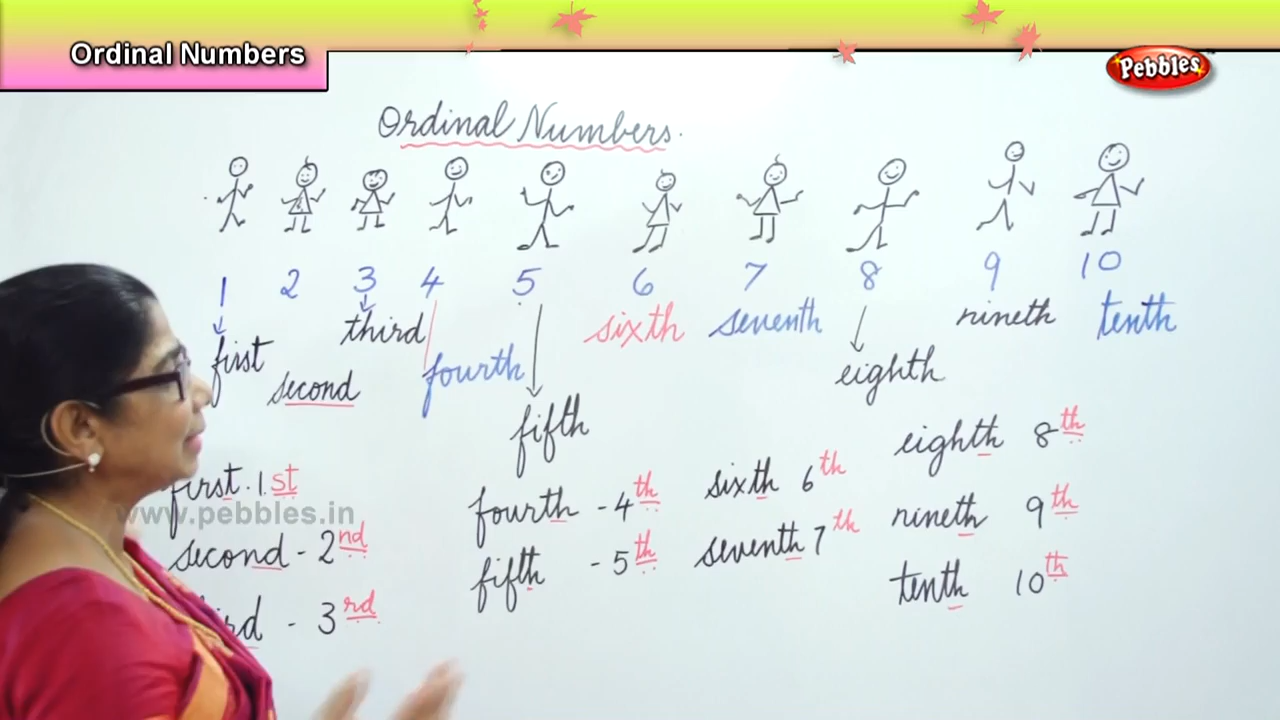 Ordinal Numbers
Pebbles
Ordinal Numbers.
1 2 3 4 5 6 7 8 9 10
first second third fourth fifth sixth seventh eighth nineth tenth
first . 1st
second - 2nd
rd - 3rd
fourth - 4th
fifth - 5th
sixth 6th
seventh 7th
eighth 8th
nineth 9th
tenth 10th
www.pebbles.in